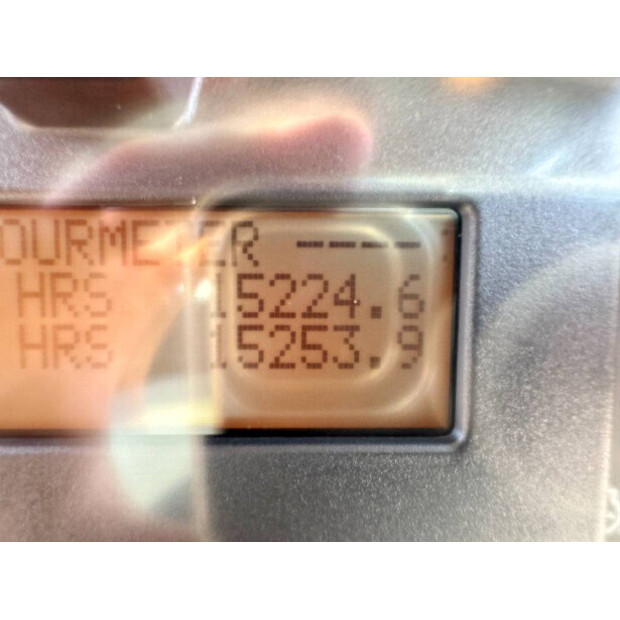 OURMETER ----
HRS 15224.6
HRS 15253.9